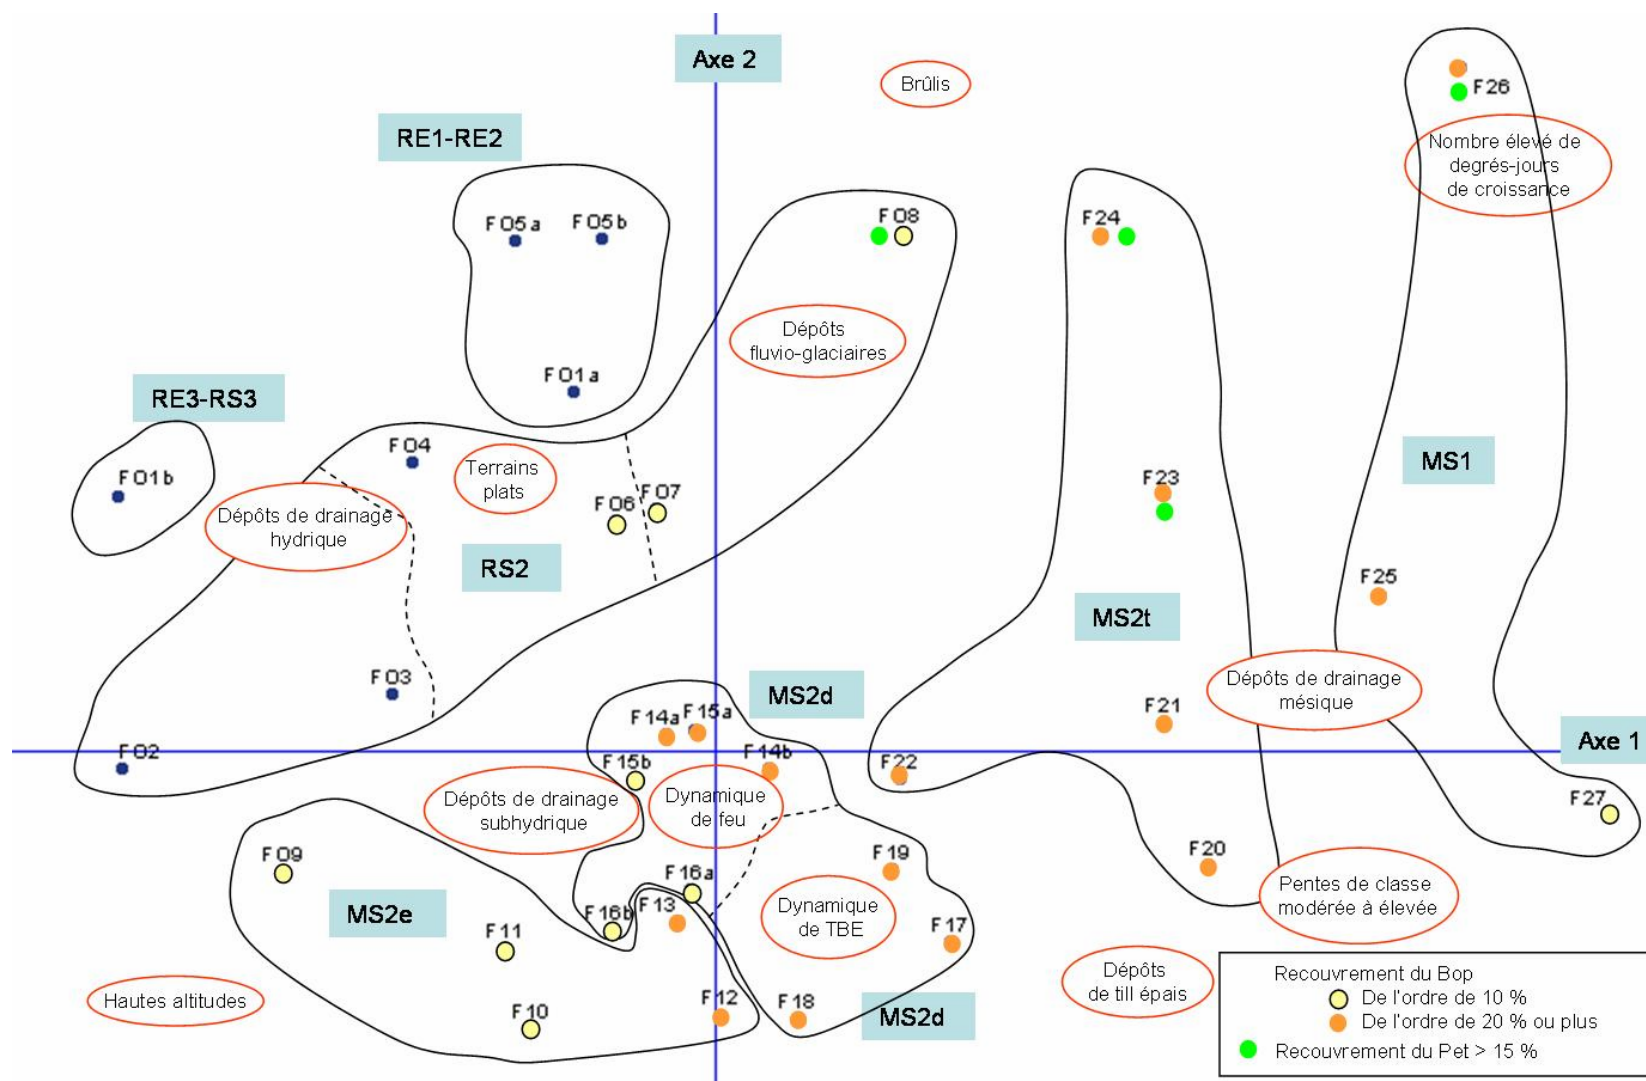 Axe 2
Brûlis
F26
RE1-RE2
Nombre élevé de
degrés-jours
de croissance
F05a
F05b
F08
F24
Dépôts
fluvio-glaciaires
F01a
RE3-RS3
F04
Terrains
plats
MS1
F01b
F23
F07
F06
Dépôts de drainage
hydrique
RS2
F25
MS2t
F03
MS2d
Dépôts de drainage
mésique
F14a
F15a
F21
Axe 1
F02
F14b
F15b
F22
Dépôts de drainage
subhydrique
Dynamique
de feu
F27
F09
F19
F20
F16a
Pentes de classe
modérée à élevée
MS2e
F16b
F13
Dynamique
de TBE
F11
F17
Dépôts
de till épais
Hautes altitudes
F10
F12
F18
MS2d
Recouvrement du Bop
De l'ordre de 10 %
De l'ordre de 20 % ou plus
Recouvrement du Pet > 15 %